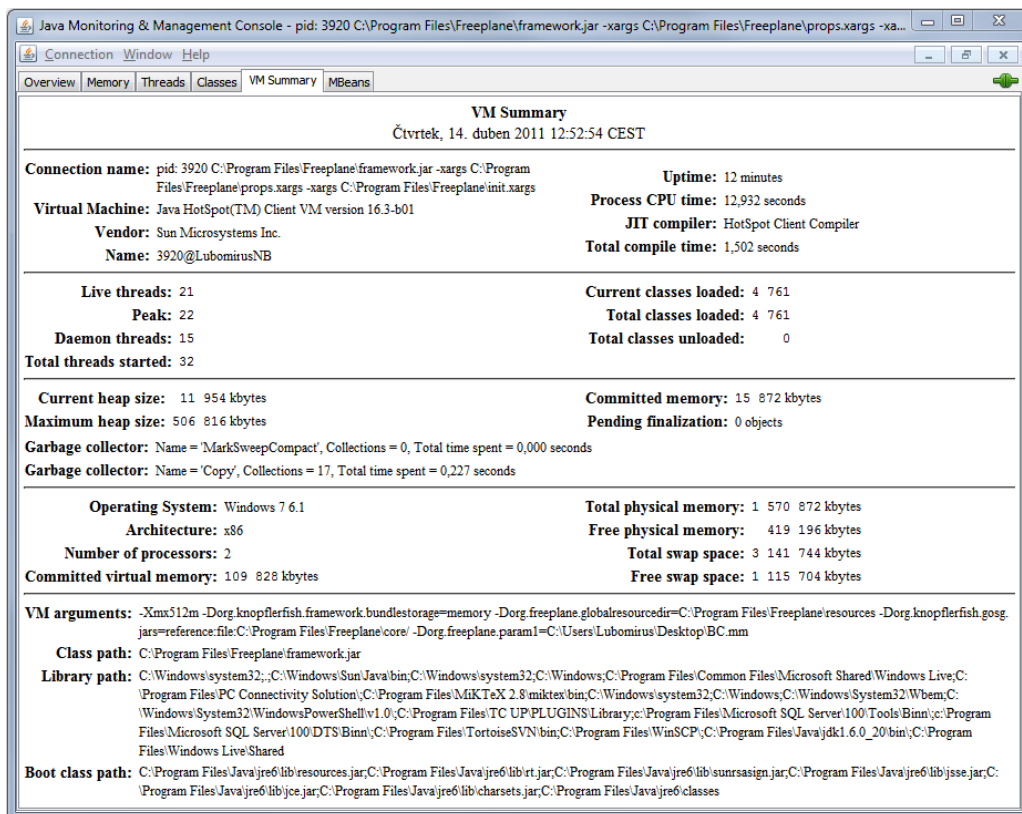 Java Monitoring & Management Console - pid: 3920 C:\Program Files\Freeplane\framework.jar -xargs C:\Program Files\Freeplane\props.xargs -xa...
Connection Window Help
Overview Memory Threads Classes VM Summary MBeans
VM Summary
Čtvrtek, 14. duben 2011 12:52:54 CEST
Connection name: pid: 3920 C:\Program Files\Freeplane\framework.jar -xargs C:\Program
Files\Freeplane\props.xargs -xargs C:\Program Files\Freeplane\init.xargs
Virtual Machine: Java HotSpot(TM) Client VM version 16.3-b01
Vendor: Sun Microsystems Inc.
Name: 3920@LubomirusNB
Uptime: 12 minutes
Process CPU time: 12,932 seconds
JIT compiler: HotSpot Client Compiler
Total compile time: 1,502 seconds
Live threads: 21
Peak: 22
Daemon threads: 15
Total threads started: 32
Current classes loaded: 4 761
Total classes loaded: 4 761
Total classes unloaded: 0
Current heap size: 11 954 kbytes
Maximum heap size: 506 816 kbytes
Committed memory: 15 872 kbytes
Pending finalization: 0 objects
Garbage collector: Name = 'MarkSweepCompact', Collections = 0, Total time spent = 0,000 seconds
Garbage collector: Name = 'Copy', Collections = 17, Total time spent = 0,227 seconds
Operating System: Windows 7 6.1
Architecture: x86
Number of processors: 2
Committed virtual memory: 109 828 kbytes
Total physical memory: 1 570 872 kbytes
Free physical memory: 419 196 kbytes
Total swap space: 3 141 744 kbytes
Free swap space: 1 115 704 kbytes
VM arguments: -Xmx512m -Dorg.knopflerfish.framework.bundlestorage=memory -Dorg.freeplane.globalresourcedir=C:\Program Files\Freeplane\resources -Dorg.knopflerfish.gosg.
jars=reference:file:C:\Program Files\Freeplane\core/ -Dorg.freeplane.param1=C:\Users\Lubomirus\Desktop\BC.mm
Class path: C:\Program Files\Freeplane\framework.jar
Library path: C:\Windows\system32;.;C:\Windows\Sun\Java\bin;C:\Windows\system32;C:\Windows;C:\Program Files\Common Files\Microsoft Shared\Windows Live;C:
\Program Files\PC Connectivity Solution\;C:\Program Files\MiKTeX 2.8\miktex\bin;C:\Windows\system32;C:\Windows;C:\Windows\System32\Wbem;C:
\Windows\System32\WindowsPowerShell\v1.0\;C:\Program Files\TC UP\PLUGINS\Library;c:\Program Files\Microsoft SQL Server\100\Tools\Binn\;c:\Program
Files\Microsoft SQL Server\100\DTS\Binn\;C:\Program Files\TortoiseSVN\bin;C:\Program Files\WinSCP\;C:\Program Files\Java\jdk1.6.0_20\bin\;C:\Program
Files\Windows Live\Shared
Boot class path: C:\Program Files\Java\jre6\lib\resources.jar;C:\Program Files\Java\jre6\lib\rt.jar;C:\Program Files\Java\jre6\lib\sunrsasign.jar;C:\Program Files\Java\jre6\lib\jsse.jar;C:
\Program Files\Java\jre6\lib\jce.jar;C:\Program Files\Java\jre6\lib\charsets.jar;C:\Program Files\Java\jre6\classes